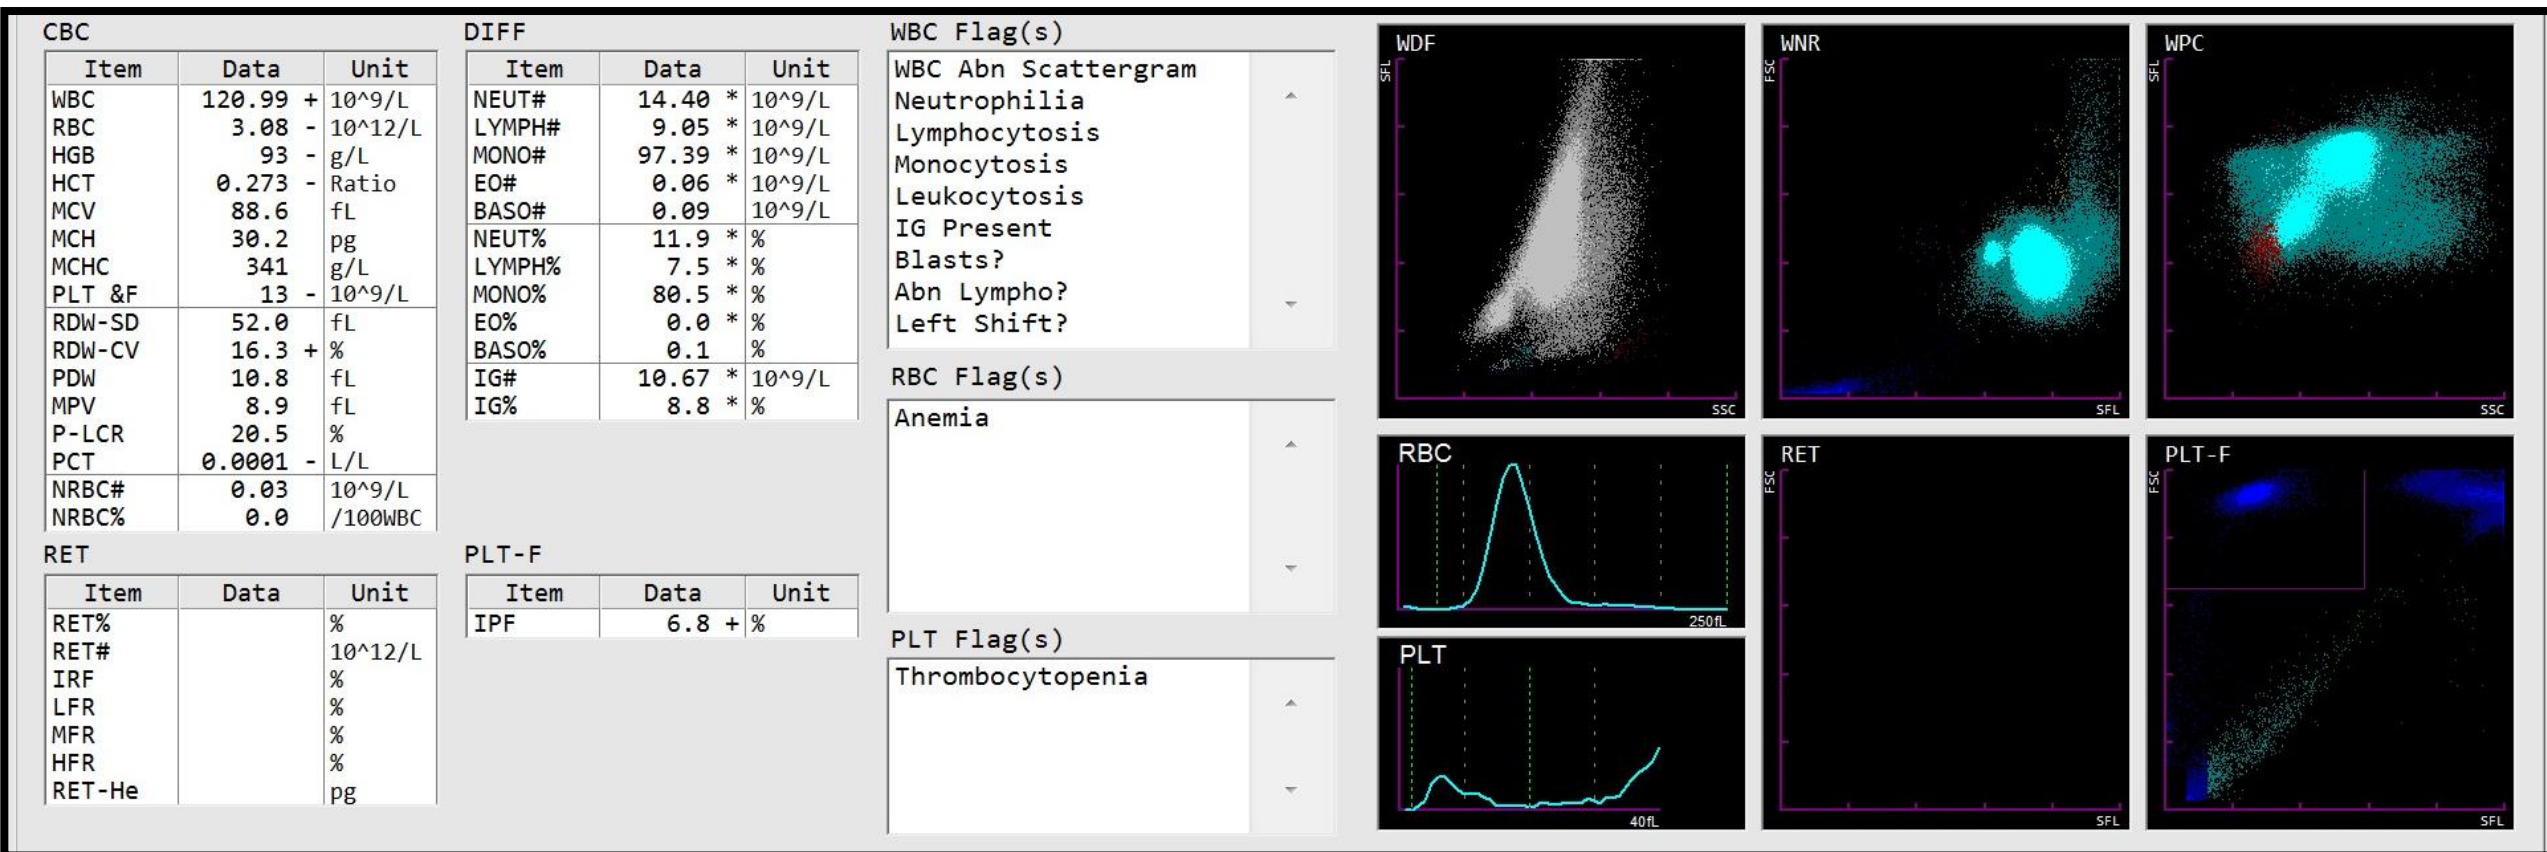 CBC
Item Data Unit
WBC 120.99 + 10^9/L
RBC 3.08 - 10^12/L
HGB 93 - g/L
HCT 0.273 - Ratio
MCV 88.6 fL
MCH 30.2 pg
MCHC 341 g/L
PLT &F 13 - 10^9/L
RDW-SD 52.0 fL
RDW-CV 16.3 + %
PDW 10.8 fL
MPV 8.9 fL
P-LCR 20.5 %
PCT 0.0001 - L/L
NRBC# 0.03 10^9/L
NRBC% 0.0 /100WBC
RET
Item Data Unit
RET% %
RET# 10^12/L
IRF %
LFR %
MFR %
HFR %
RET-He pg
DIFF
Item Data Unit
NEUT# 14.40 * 10^9/L
LYMPH# 9.05 * 10^9/L
MONO# 97.39 * 10^9/L
EO# 0.06 * 10^9/L
BASO# 0.09 10^9/L
NEUT% 11.9 * %
LYMPH% 7.5 * %
MONO% 80.5 * %
EO% 0.0 * %
BASO% 0.1 %
IG# 10.67 * 10^9/L
IG% 8.8 * %
PLT-F
Item Data Unit
IPF 6.8 + %
WBC Flag(s)
WBC Abn Scattergram
Neutrophilia
Lymphocytosis
Monocytosis
Leukocytosis
IG Present
Blasts?
Abn Lympho?
Left Shift?
RBC Flag(s)
Anemia
PLT Flag(s)
Thrombocytopenia
WDF
SFL
SSC
WNR
FSC
SFL
WPC
SFL
SSC
RBC
250fL
PLT
40fL
RET
FSC
SFL
PLT-F
FSC
SFL